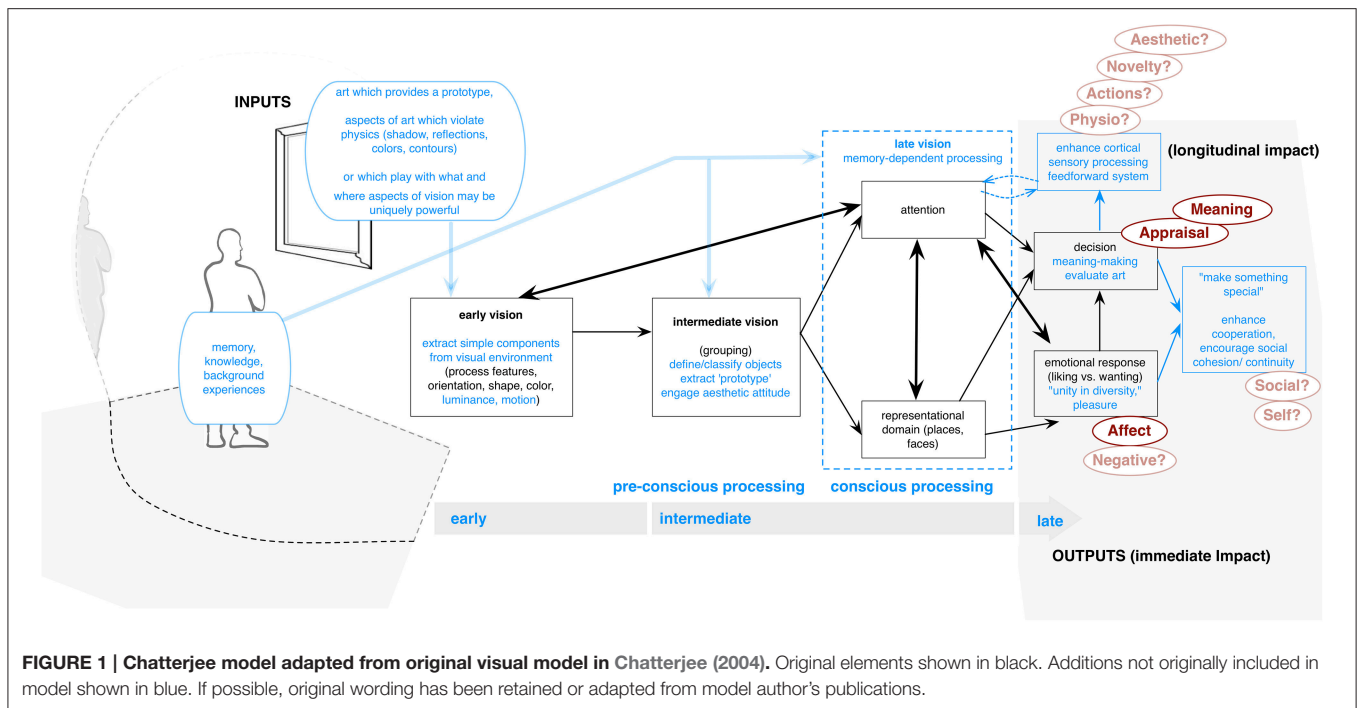 INPUTS
art which provides a prototype,
aspects of art which violate
physics (shadow, reflections,
colors, contours)
or which play with what and
where aspects of vision may be
uniquely powerful
memory,
knowledge,
background
experiences
early vision
extract simple components
from visual environment
(process features,
orientation, shape, color,
luminance, motion)
intermediate vision
(grouping)
define/classify objects
extract 'prototype'
engage aesthetic attitude
late vision
memory-dependent processing
attention
representational
domain (places,
faces)
Aesthetic?
Novelty?
Actions?
Physio?
enhance cortical
sensory processing
feedforward system
(longitudinal impact)
Meaning
Appraisal
decision
meaning-making
evaluate art
"make something
special"
enhance
cooperation,
encourage social
cohesion/ continuity
emotional response
(liking vs. wanting)
"unity in diversity,"
pleasure
Social?
Self?
Affect
Negative?
pre-conscious processing
conscious processing
early
intermediate
late
OUTPUTS (immediate Impact)
FIGURE 1 | Chatterjee model adapted from original visual model in Chatterjee (2004). Original elements shown in black. Additions not originally included in
model shown in blue. If possible, original wording has been retained or adapted from model author's publications.